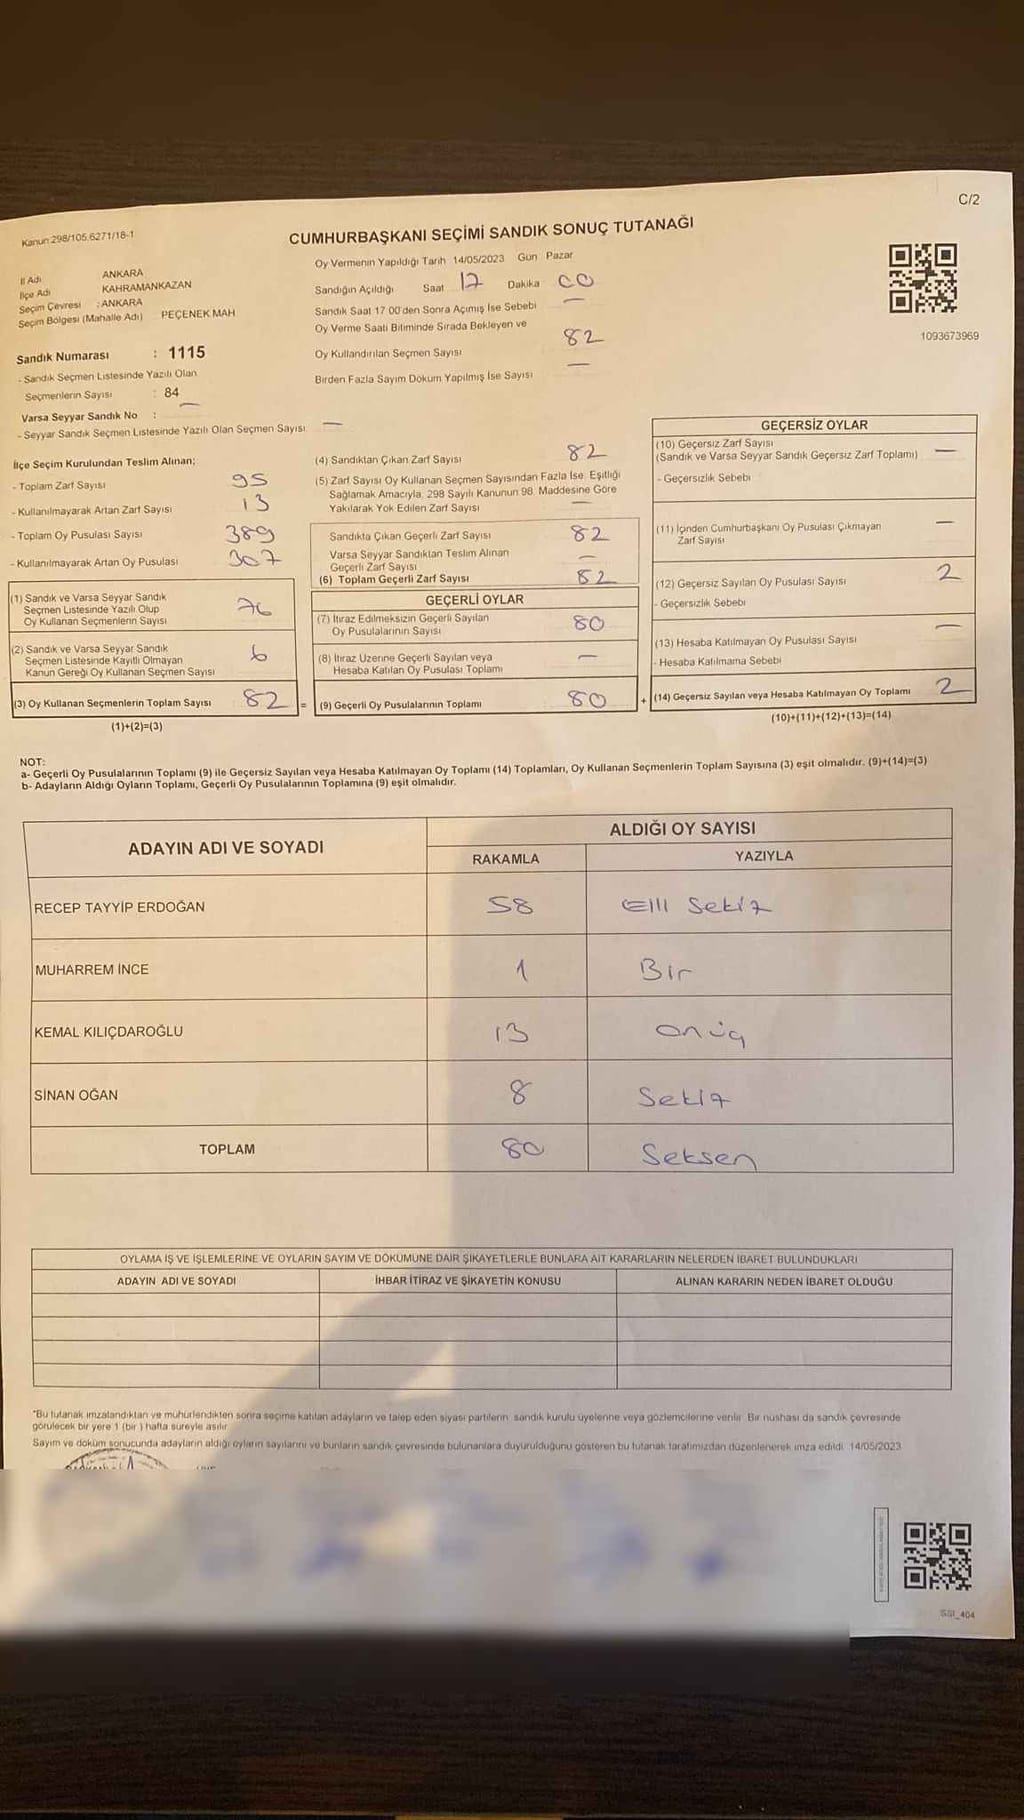 C/2
Kanun:298/105.6271/18-1
CUMHURBAŞKANI SEÇİMİ SANDIK SONUÇ TUTANAĞI
İl Adı ANKARA
İlçe Adı KAHRAMANKAZAN
Seçim Çevresi : ANKARA
Seçim Bölgesi (Mahalle Adı) PEÇENEK MAH
Sandık Numarası : 1115
- Sandık Seçmen Listesinde Yazılı Olan
Seçmenlerin Sayısı : 84
Varsa Seyyar Sandık No : —
- Seyyar Sandık Seçmen Listesinde Yazılı Olan Seçmen Sayısı —
Oy Vermenin Yapıldığı Tarih 14/05/2023 Gün Pazar
Sandığın Açıldığı Saat 17 Dakika 00
Sandık Saat 17 00'den Sonra Açılmış İse Sebebi —
Oy Verme Saati Bitiminde Sırada Bekleyen ve
Oy Kullandırılan Seçmen Sayısı 82
Birden Fazla Sayım Döküm Yapılmış İse Sayısı —
1093673969
İlçe Seçim Kurulundan Teslim Alınan;
- Toplam Zarf Sayısı 95
- Kullanılmayarak Artan Zarf Sayısı 13
- Toplam Oy Pusulası Sayısı 389
- Kullanılmayarak Artan Oy Pusulası 307
(1) Sandık ve Varsa Seyyar Sandık
Seçmen Listesinde Yazılı Olup
Oy Kullanan Seçmenlerin Sayısı 76
(2) Sandık ve Varsa Seyyar Sandık
Seçmen Listesinde Kayıtlı Olmayan
Kanun Gereği Oy Kullanan Seçmen Sayısı 6
(3) Oy Kullanan Seçmenlerin Toplam Sayısı 82 =
(1)+(2)=(3)
(4) Sandıktan Çıkan Zarf Sayısı 82
(5) Zarf Sayısı Oy Kullanan Seçmen Sayısından Fazla İse Eşitliği
Sağlamak Amacıyla, 298 Sayılı Kanunun 98. Maddesine Göre
Yakılarak Yok Edilen Zarf Sayısı —
Sandıkta Çıkan Geçerli Zarf Sayısı 82
Varsa Seyyar Sandıktan Teslim Alınan
Geçerli Zarf Sayısı —
(6) Toplam Geçerli Zarf Sayısı 82
GEÇERLİ OYLAR
(7) İtiraz Edilmeksizin Geçerli Sayılan
Oy Pusulalarının Sayısı 80
(8) İtiraz Üzerine Geçerli Sayılan veya
Hesaba Katılan Oy Pusulası Toplamı —
(9) Geçerli Oy Pusulalarının Toplamı 80 +
GEÇERSİZ OYLAR
(10) Geçersiz Zarf Sayısı
(Sandık ve Varsa Seyyar Sandık Geçersiz Zarf Toplamı) —
- Geçersizlik Sebebi
(11) İçinden Cumhurbaşkanı Oy Pusulası Çıkmayan
Zarf Sayısı —
(12) Geçersiz Sayılan Oy Pusulası Sayısı 2
- Geçersizlik Sebebi
(13) Hesaba Katılmayan Oy Pusulası Sayısı —
- Hesaba Katılmama Sebebi
(14) Geçersiz Sayılan veya Hesaba Katılmayan Oy Toplamı 2
(10)+(11)+(12)+(13)=(14)
NOT:
a- Geçerli Oy Pusulalarının Toplamı (9) ile Geçersiz Sayılan veya Hesaba Katılmayan Oy Toplamı (14) Toplamları, Oy Kullanan Seçmenlerin Toplam Sayısına (3) eşit olmalıdır. (9)+(14)=(3)
b- Adayların Aldığı Oyların Toplamı, Geçerli Oy Pusulalarının Toplamına (9) eşit olmalıdır.
ADAYIN ADI VE SOYADI ALDIĞI OY SAYISI
RAKAMLA YAZIYLA
RECEP TAYYİP ERDOĞAN 58 Elli Sekiz
MUHARREM İNCE 1 Bir
KEMAL KILIÇDAROĞLU 13 onüç
SİNAN OĞAN 8 Sekiz
TOPLAM 80 Seksen
OYLAMA İŞ VE İŞLEMLERİNE VE OYLARIN SAYIM VE DÖKÜMÜNE DAİR ŞİKAYETLERLE BUNLARA AİT KARARLARIN NELERDEN İBARET BULUNDUKLARI
ADAYIN ADI VE SOYADI İHBAR İTİRAZ VE ŞİKAYETİN KONUSU ALINAN KARARIN NEDEN İBARET OLDUĞU
*Bu tutanak imzalandıktan ve mühürlendikten sonra seçime katılan adayların ve talep eden siyasi partilerin sandık kurulu üyelerine veya gözlemcilerine verilir. Bir nüshası da sandık çevresinde
görülecek bir yere 1 (bir ) hafta süreyle asılır
Sayım ve döküm sonucunda adayların aldığı oyların sayılarını ve bunların sandık çevresinde bulunanlara duyurulduğunu gösteren bu tutanak tarafımızdan düzenlenerek imza edildi. 14/05/2023
SSI_404